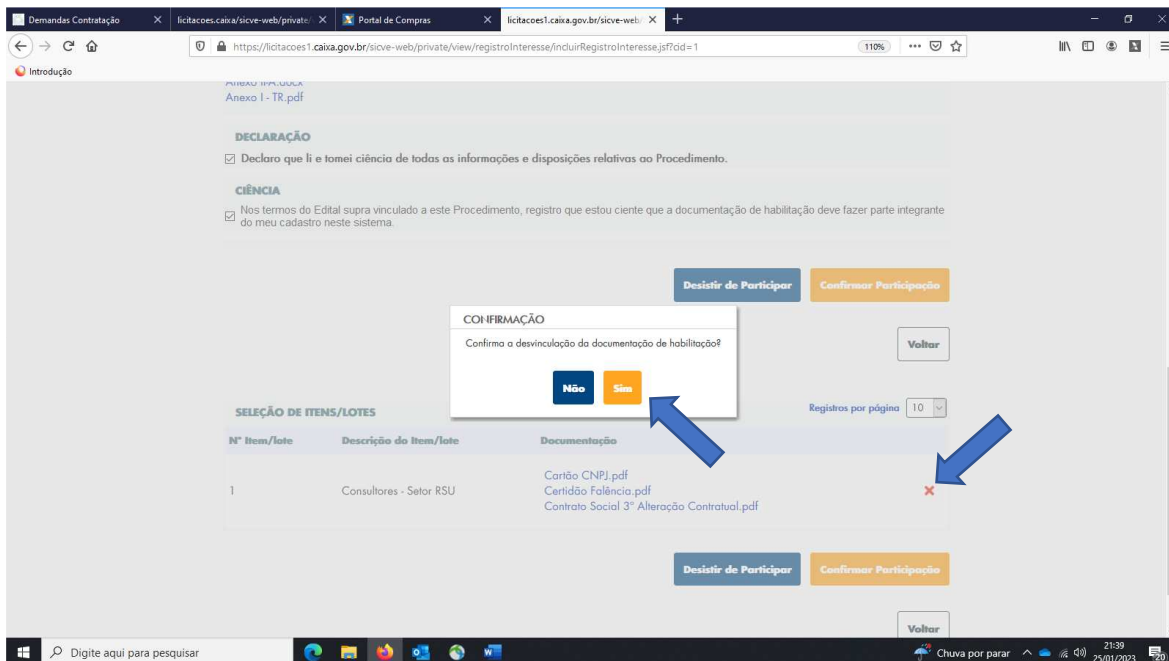 Demandas Contratação
licitacoes.caixa/sicve-web/private/
Portal de Compras
licitacoes1.caixa.gov.br/sicve-web
https://licitacoes1.caixa.gov.br/sicve-web/private/view/registroInteresse/incluirRegistroInteresse.jsf?cid=1
110%
Introdução
Anexo II-A.docx
Anexo I - TR.pdf
DECLARAÇÃO
Declaro que li e tomei ciência de todas as informações e disposições relativas ao Procedimento.
CIÊNCIA
Nos termos do Edital supra vinculado a este Procedimento, registro que estou ciente que a documentação de habilitação deve fazer parte integrante
do meu cadastro neste sistema.
Desistir de Participar Confirmar Participação
CONFIRMAÇÃO
Confirma a desvinculação da documentação de habilitação?
Não Sim
Voltar
SELEÇÃO DE ITENS/LOTES
Registros por página 10
N° Item/lote Descrição do Item/lote Documentação
1 Consultores - Setor RSU
Cartão CNPJ.pdf
Certidão Falência.pdf
Contrato Social 3° Alteração Contratual.pdf
Desistir de Participar Confirmar Participação
Voltar
Digite aqui para pesquisar
Chuva por parar
21:39
25/01/2023
20